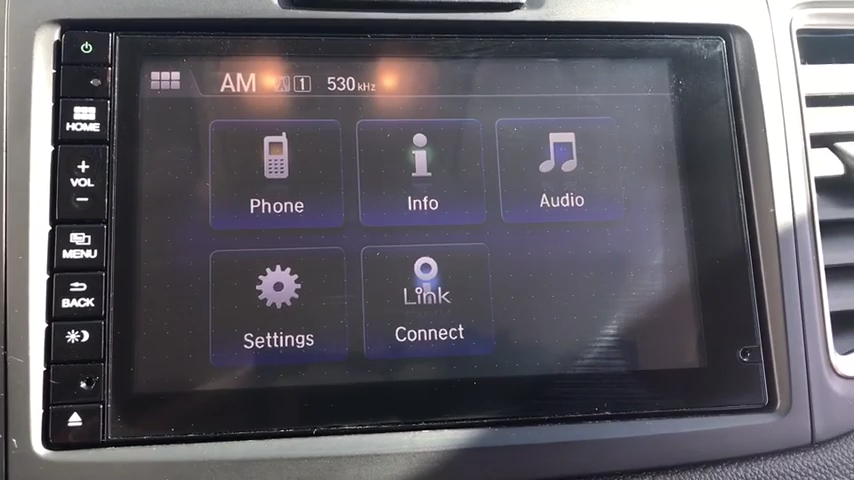 AM 1 530 kHz
HOME
+
VOL
−
MENU
BACK
Phone
Info
Audio
Settings
Link
Connect